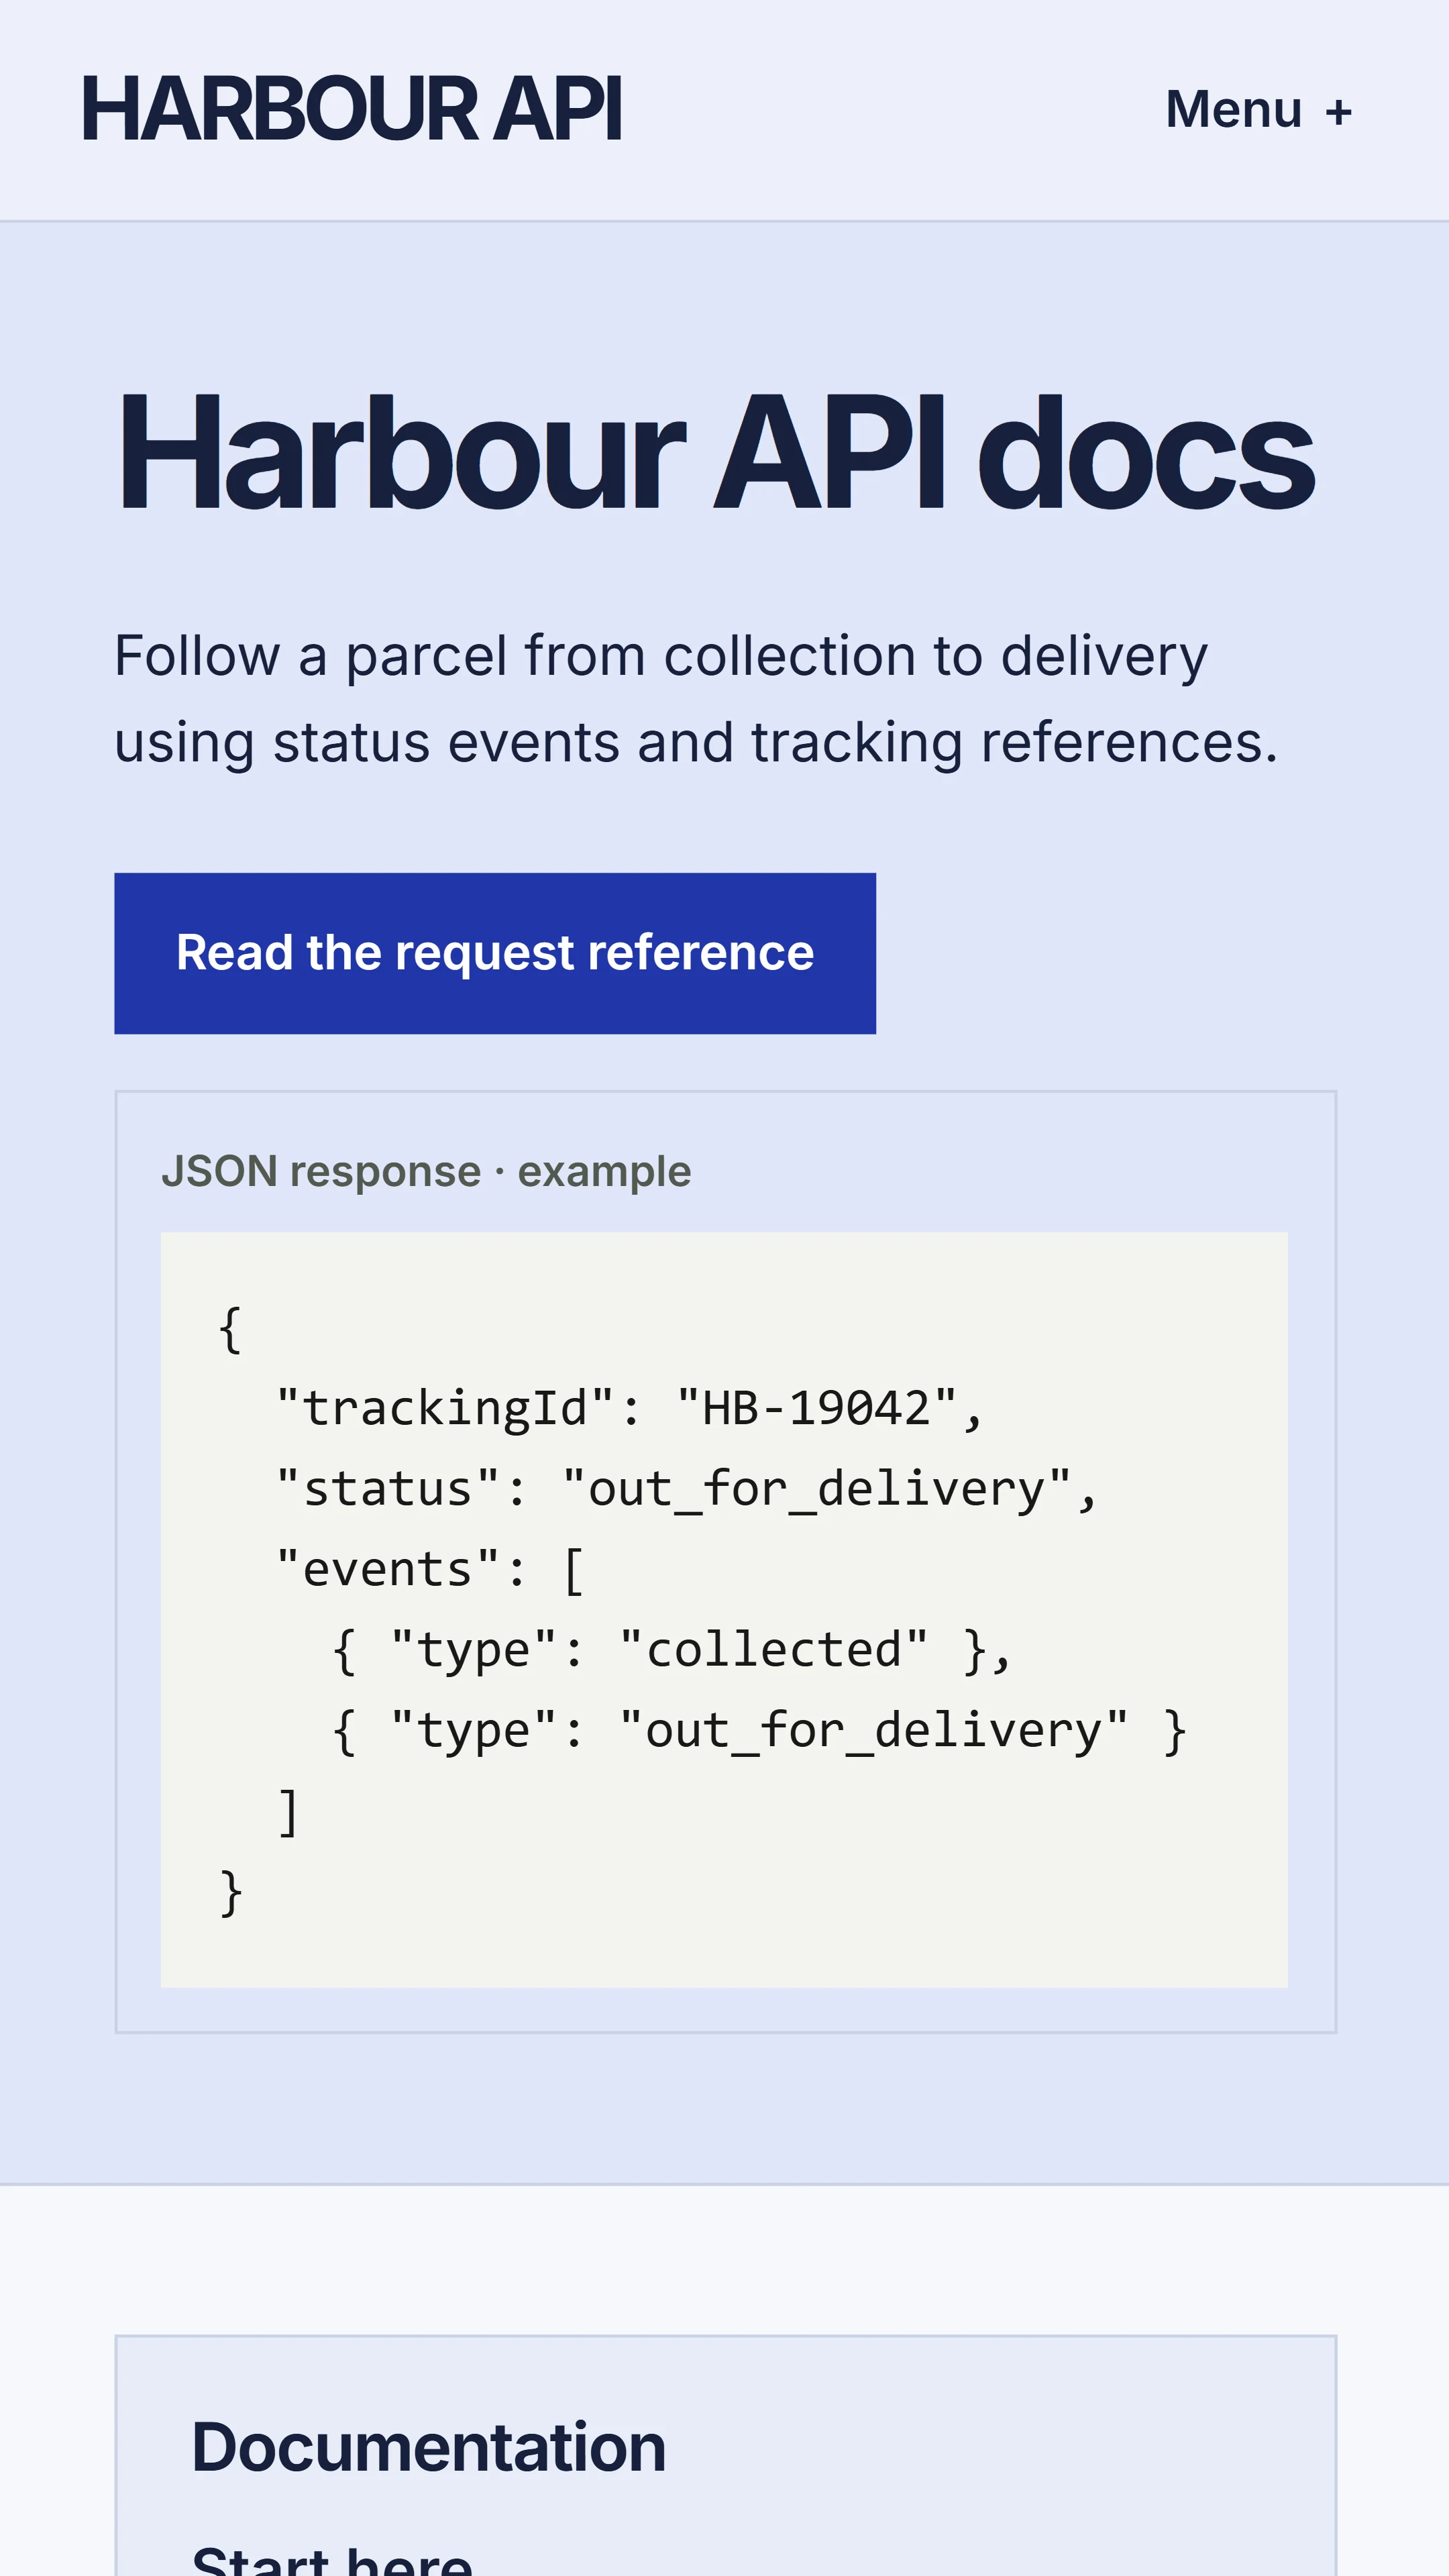 HARBOUR API
Menu +
Harbour API docs
Follow a parcel from collection to delivery
using status events and tracking references.
Read the request reference
JSON response · example
{
  "trackingId": "HB-19042",
  "status": "out_for_delivery",
  "events": [
    { "type": "collected" },
    { "type": "out_for_delivery" }
  ]
}
Documentation
Start here